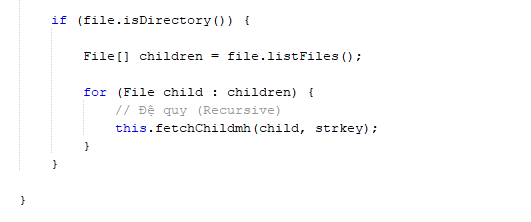 if (file.isDirectory()) {
File[] children = file.listFiles();
for (File child : children) {
// Đệ quy (Recursive)
this.fetchChildmh(child, strkey);
}
}
}